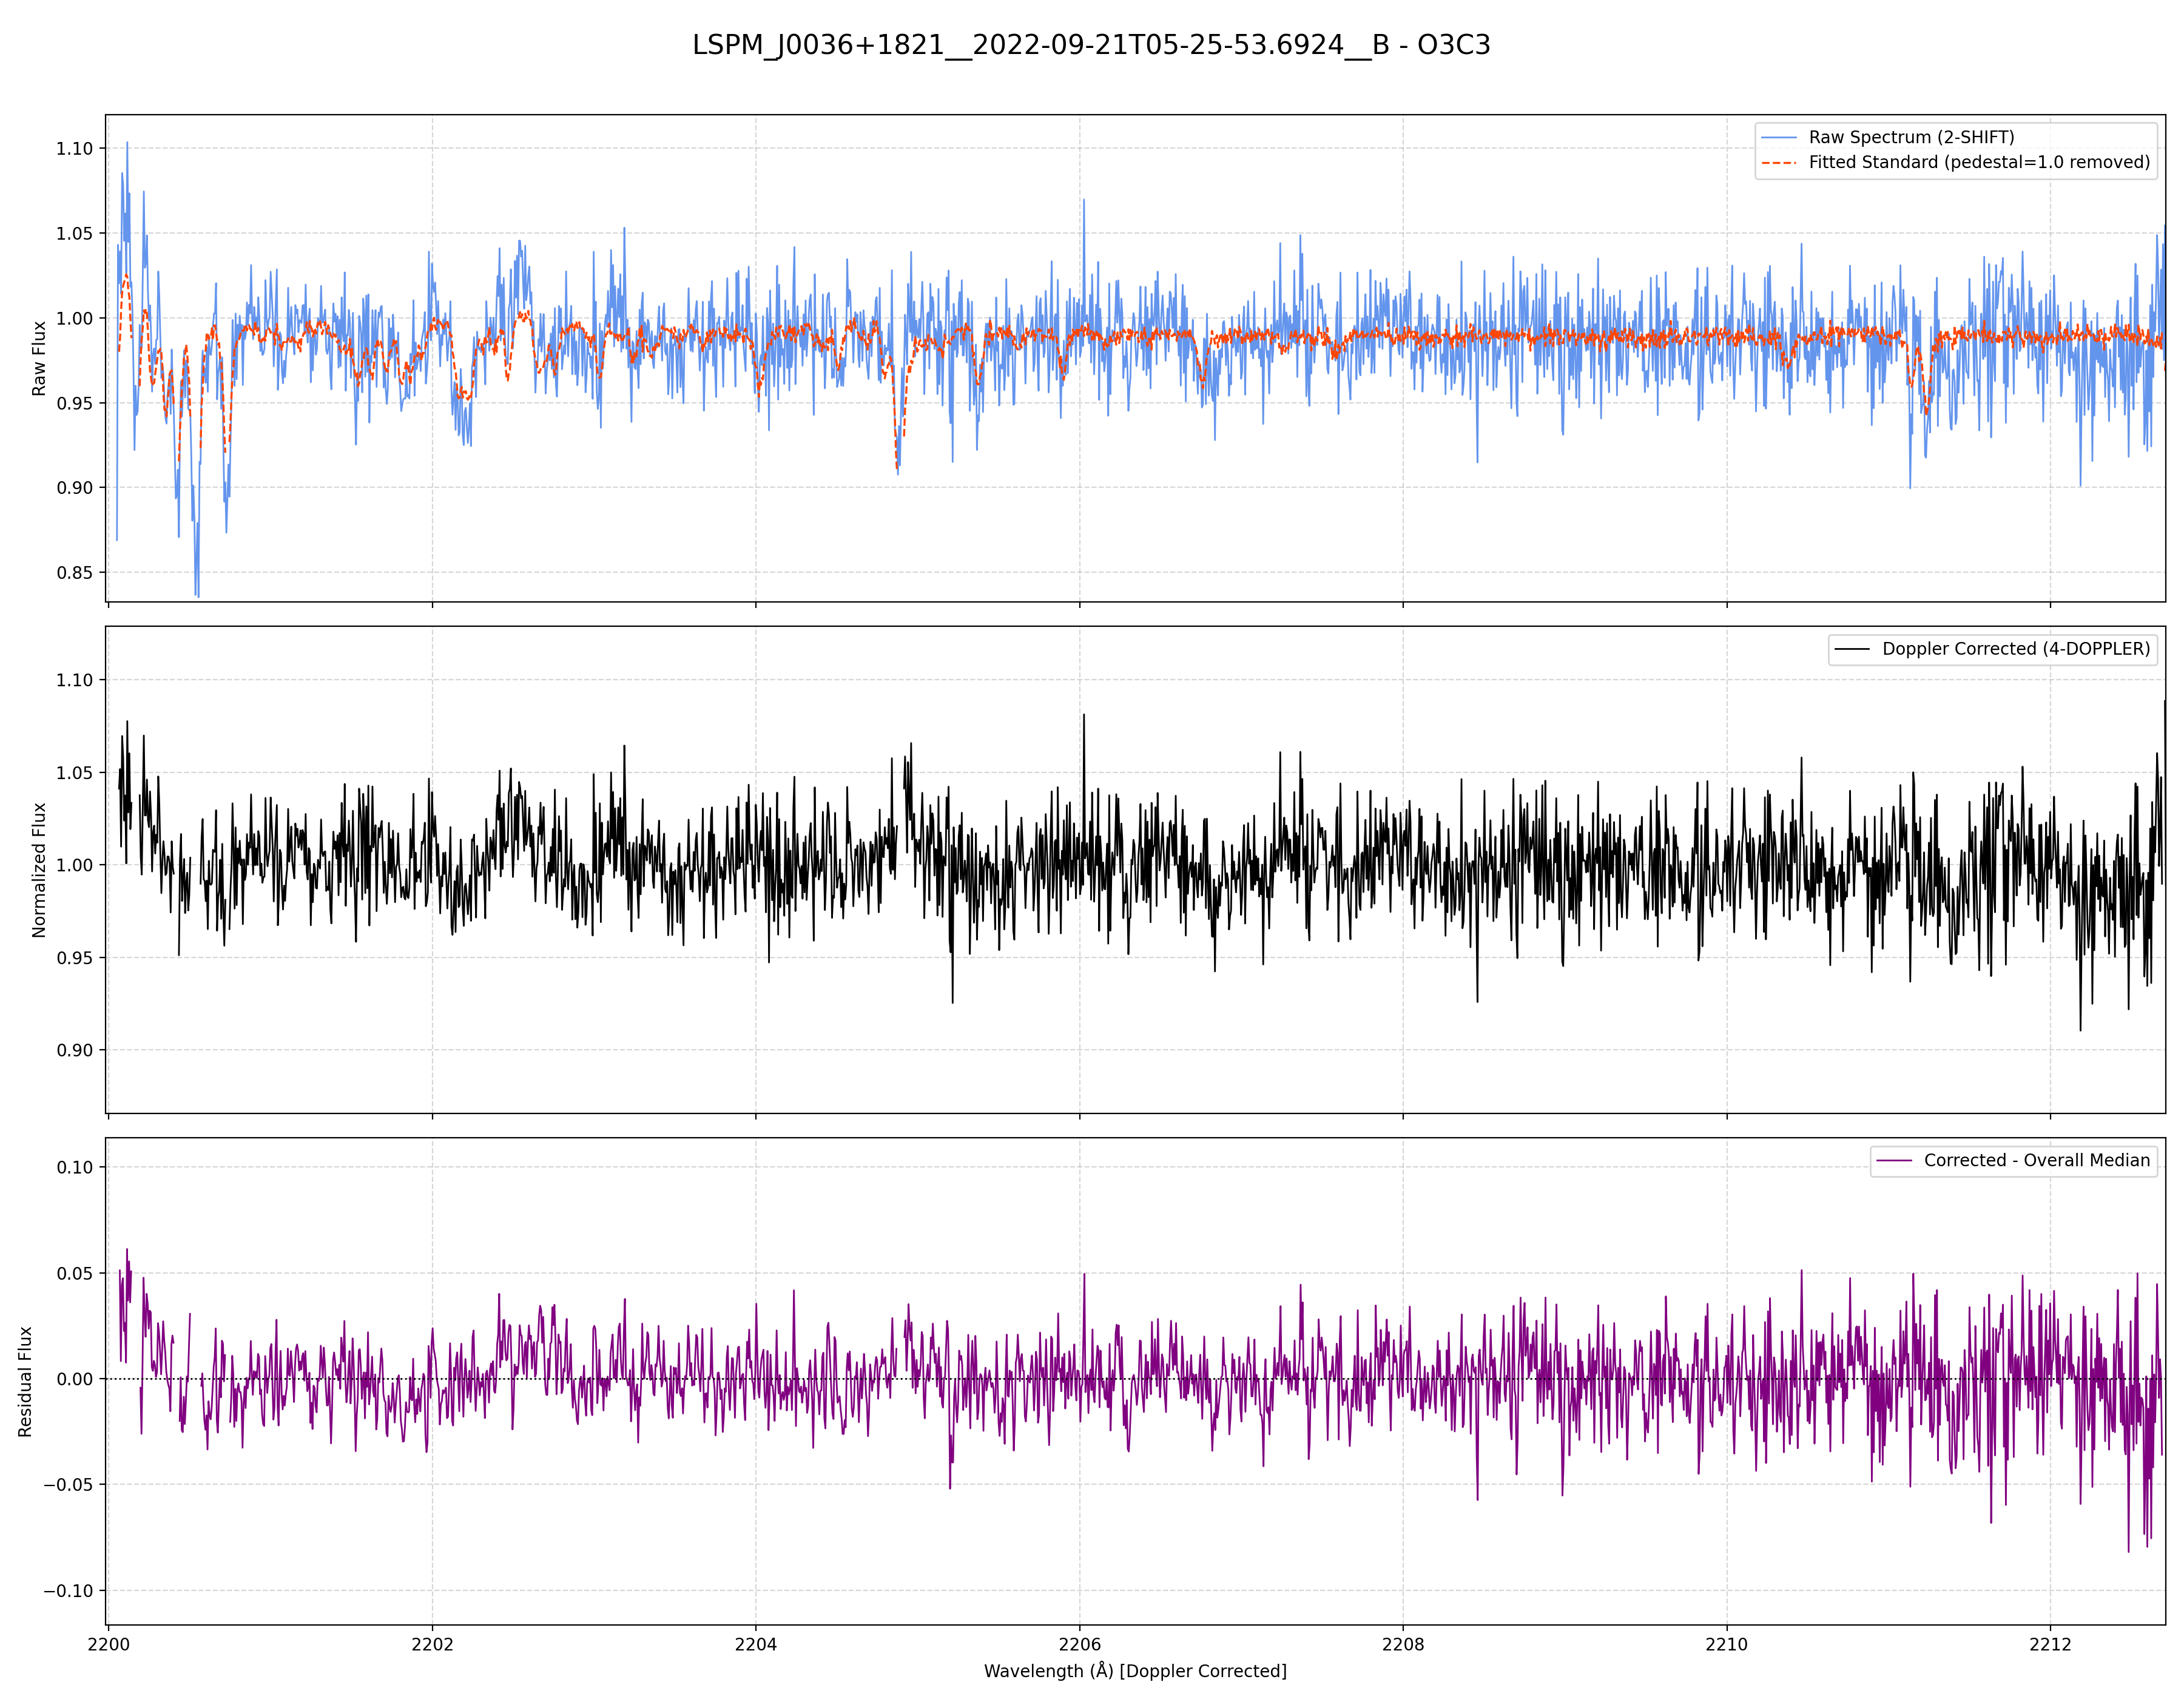 LSPM_J0036+1821__2022-09-21T05-25-53.6924__B - O3C3
Raw Flux
1.10
1.05
1.00
0.95
0.90
0.85
Raw Spectrum (2-SHIFT)
Fitted Standard (pedestal=1.0 removed)
Normalized Flux
1.10
1.05
1.00
0.95
0.90
Doppler Corrected (4-DOPPLER)
Residual Flux
0.10
0.05
0.00
−0.05
−0.10
Corrected - Overall Median
2200 2202 2204 2206 2208 2210 2212
Wavelength (Å) [Doppler Corrected]